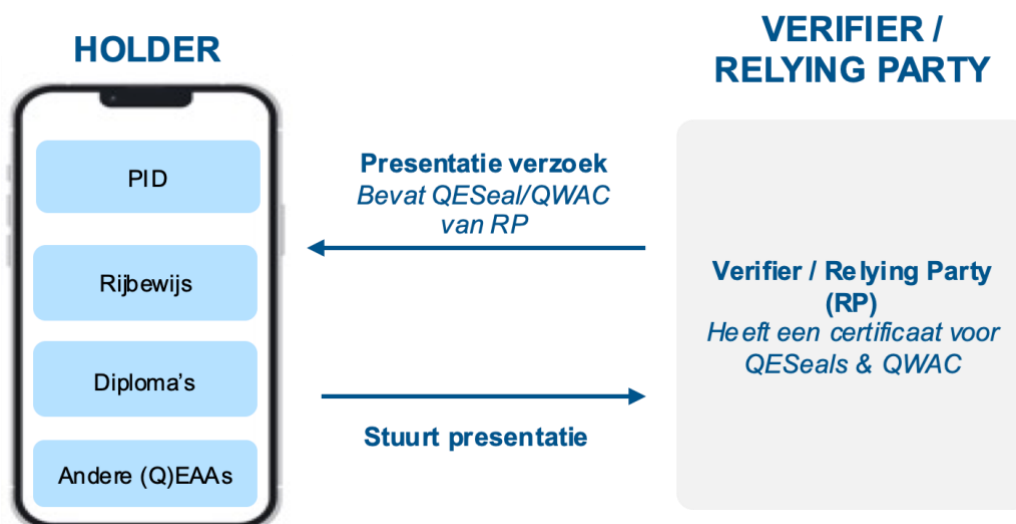 HOLDER
PID
Rijbewijs
Diploma's
Andere (Q)EAAs
Presentatie verzoek
Bevat QESeal/QWAC
van RP
Stuurt presentatie
VERIFIER /
RELYING PARTY
Verifier / Relying Party
(RP)
Heeft een certificaat voor
QESeals & QWAC